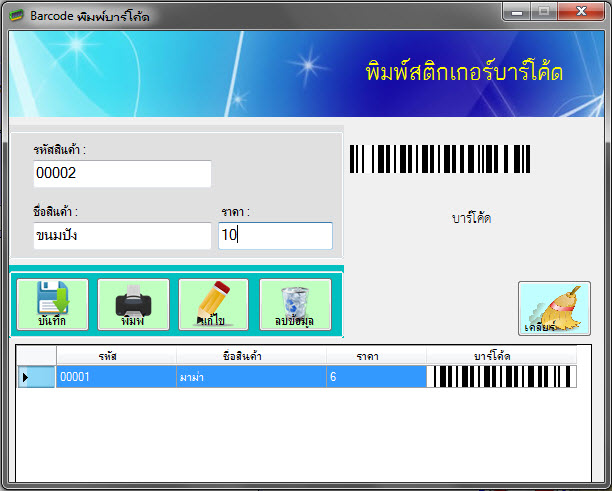 Barcode พิมพ์บาร์โค้ด
พิมพ์สติกเกอร์บาร์โค้ด
รหัสสินค้า :
00002
ชื่อสินค้า :
ราคา :
ขนมปัง
10
บาร์โค้ด
บันทึก
พิมพ์
แก้ไข
ลบข้อมูล
เคลียร์
รหัส ชื่อสินค้า ราคา บาร์โค้ด
00001 มาม่า 6